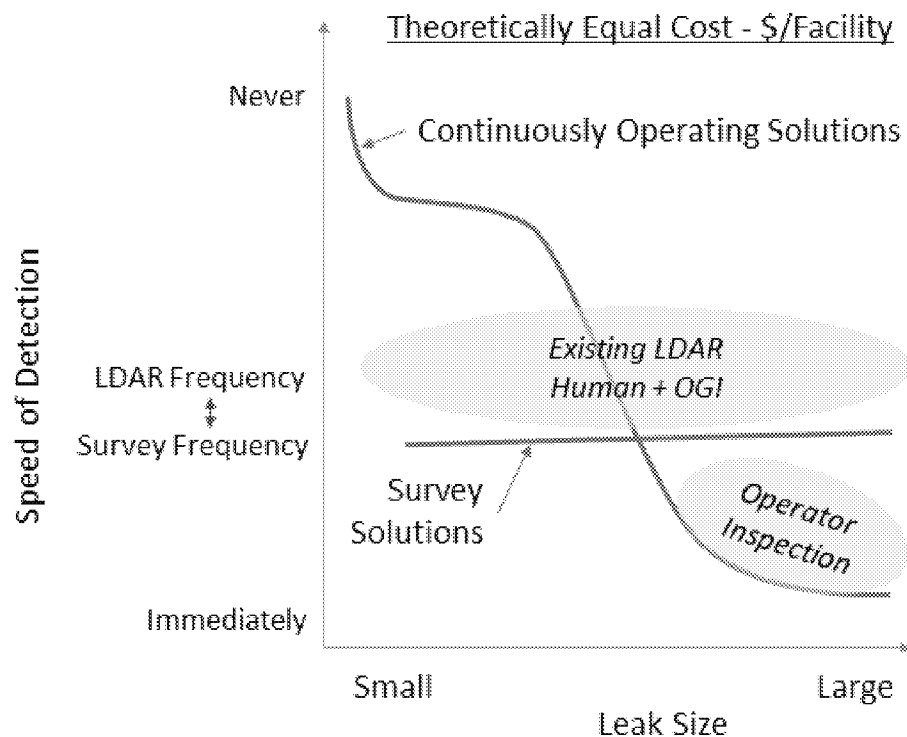 Theoretically Equal Cost - $/Facility
Never
Continuously Operating Solutions
Speed of Detection
Existing LDAR
Human + OGI
LDAR Frequency
Survey Frequency
Survey
Solutions
Operator
Inspection
Immediately
Small
Large
Leak Size